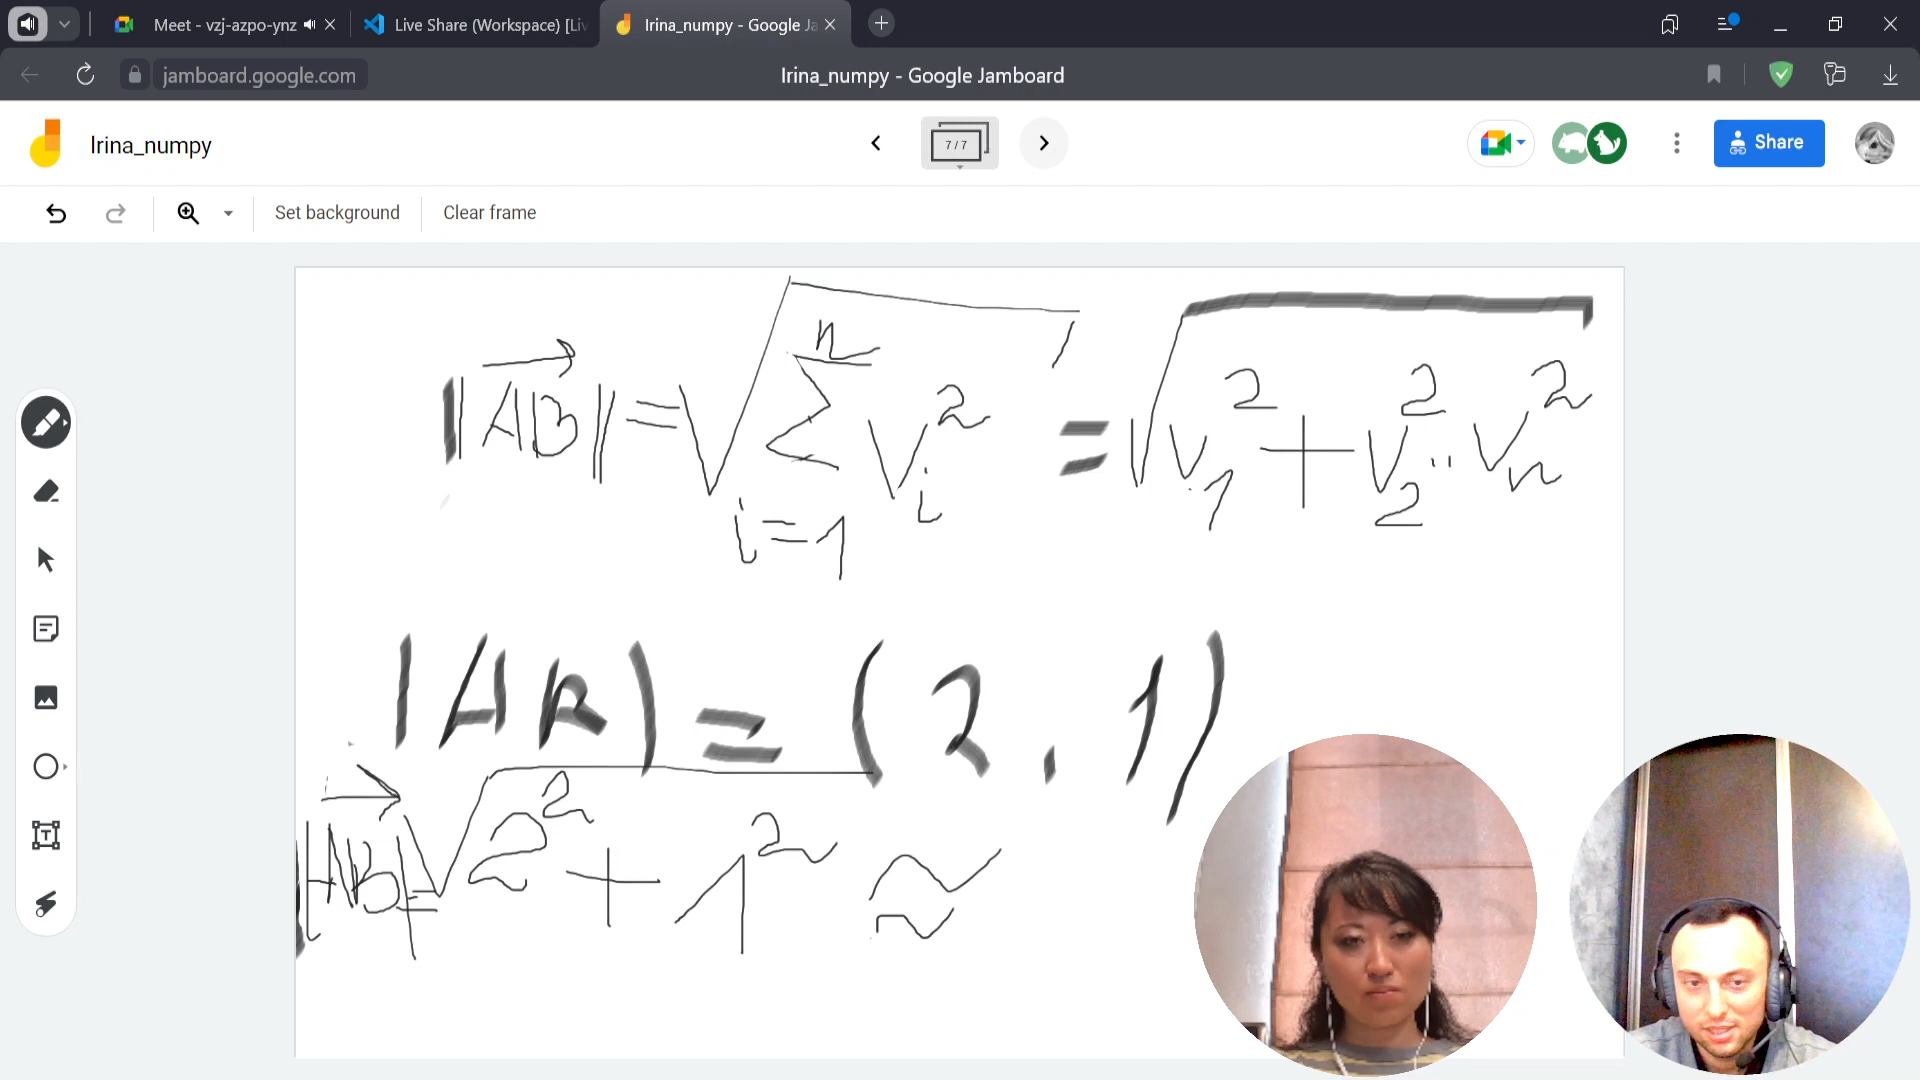 Meet - vzj-azpo-ynz
Live Share (Workspace) [Liv
Irina_numpy - Google Ja
jamboard.google.com
Irina_numpy - Google Jamboard
Irina_numpy
7 / 7
Share
Set background
Clear frame
|AB| = √ Σ n i=1 Vi² = √ V1² + V2² .. Vn²
|AB| = (2, 1)
|AB| = √ 2² + 1² ≈
T